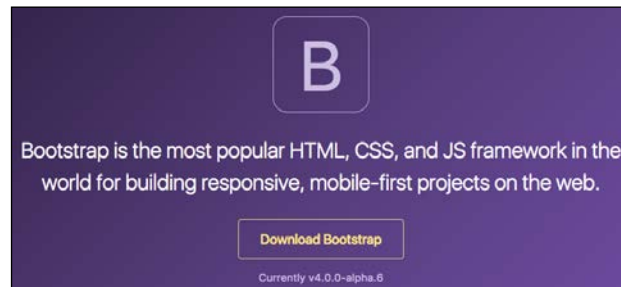 B
Bootstrap is the most popular HTML, CSS, and JS framework in the
world for building responsive, mobile-first projects on the web.
Download Bootstrap
Currently v4.0.0-alpha.6